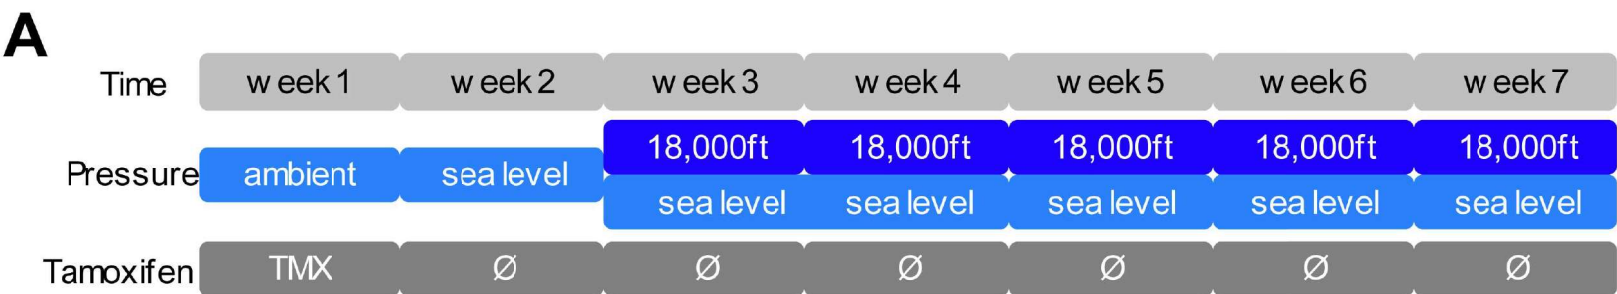 A
Time week 1 week 2 week 3 week 4 week 5 week 6 week 7
18,000ft 18,000ft 18,000ft 18,000ft 18,000ft
Pressure ambient sea level
sea level sea level sea level sea level sea level
Tamoxifen TMX Ø Ø Ø Ø Ø Ø